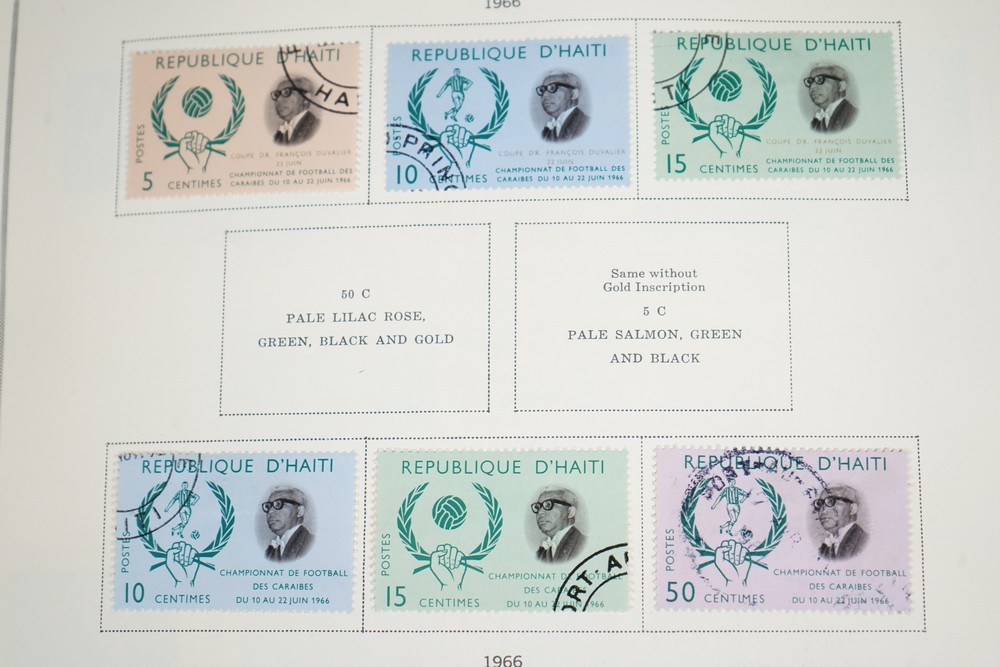 1966
REPUBLIQUE D'HAITI
HA
POSTES
COUPE DR. FRANÇOIS DUVALIER
22 JUIN
CHAMPIONNAT DE FOOTBALL DES
5 CENTIMES CARAIBES DU 10 AU 22 JUIN 1966
REPUBLIQUE D'HAITI
POSTES
PRINC
COUPE DR. FRANÇOIS DUVALIER
22 JUIN
CHAMPIONNAT DE FOOTBALL DES
10 CENTIMES CARAIBES DU 10 AU 22 JUIN 1966
REPUBLIQUE D'HAITI
POSTES
COUPE DR. FRANÇOIS DUVALIER
22 JUIN
CHAMPIONNAT DE FOOTBALL DES
15 CENTIMES CARAIBES DU 10 AU 22 JUIN 1966
50 C
PALE LILAC ROSE,
GREEN, BLACK AND GOLD
Same without
Gold Inscription
5 C
PALE SALMON, GREEN
AND BLACK
REPUBLIQUE D'HAITI
POSTES
CHAMPIONNAT DE FOOTBALL
DES CARAIBES
10 CENTIMES DU 10 AU 22 JUIN 1966
REPUBLIQUE D'HAITI
POSTES
CHAMPIONNAT DE FOOTBALL
DES CARAIBES
15 CENTIMES DU 10 AU 22 JUIN 1966
ORT-A
REPUBLIQUE D'HAITI
POSTES
CHAMPIONNAT DE FOOTBALL
DES CARAIBES
50 CENTIMES DU 10 AU 22 JUIN 1966
1966